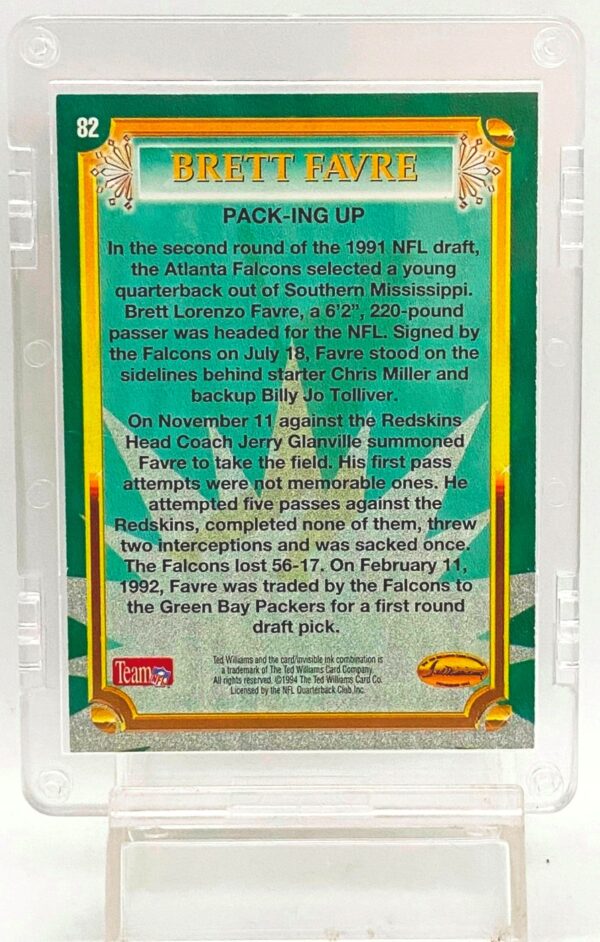 82
BRETT FAVRE
PACK-ING UP
In the second round of the 1991 NFL draft,
the Atlanta Falcons selected a young
quarterback out of Southern Mississippi.
Brett Lorenzo Favre, a 6'2", 220-pound
passer was headed for the NFL. Signed by
the Falcons on July 18, Favre stood on the
sidelines behind starter Chris Miller and
backup Billy Jo Tolliver.
On November 11 against the Redskins
Head Coach Jerry Glanville summoned
Favre to take the field. His first pass
attempts were not memorable ones. He
attempted five passes against the
Redskins, completed none of them, threw
two interceptions and was sacked once.
The Falcons lost 56-17. On February 11,
1992, Favre was traded by the Falcons to
the Green Bay Packers for a first round
draft pick.
Team NFL
Ted Williams and the card/invisible ink combination is
a trademark of The Ted Williams Card Company.
All rights reserved. ©1994 The Ted Williams Card Co.
Licensed by the NFL Quarterback Club, Inc.